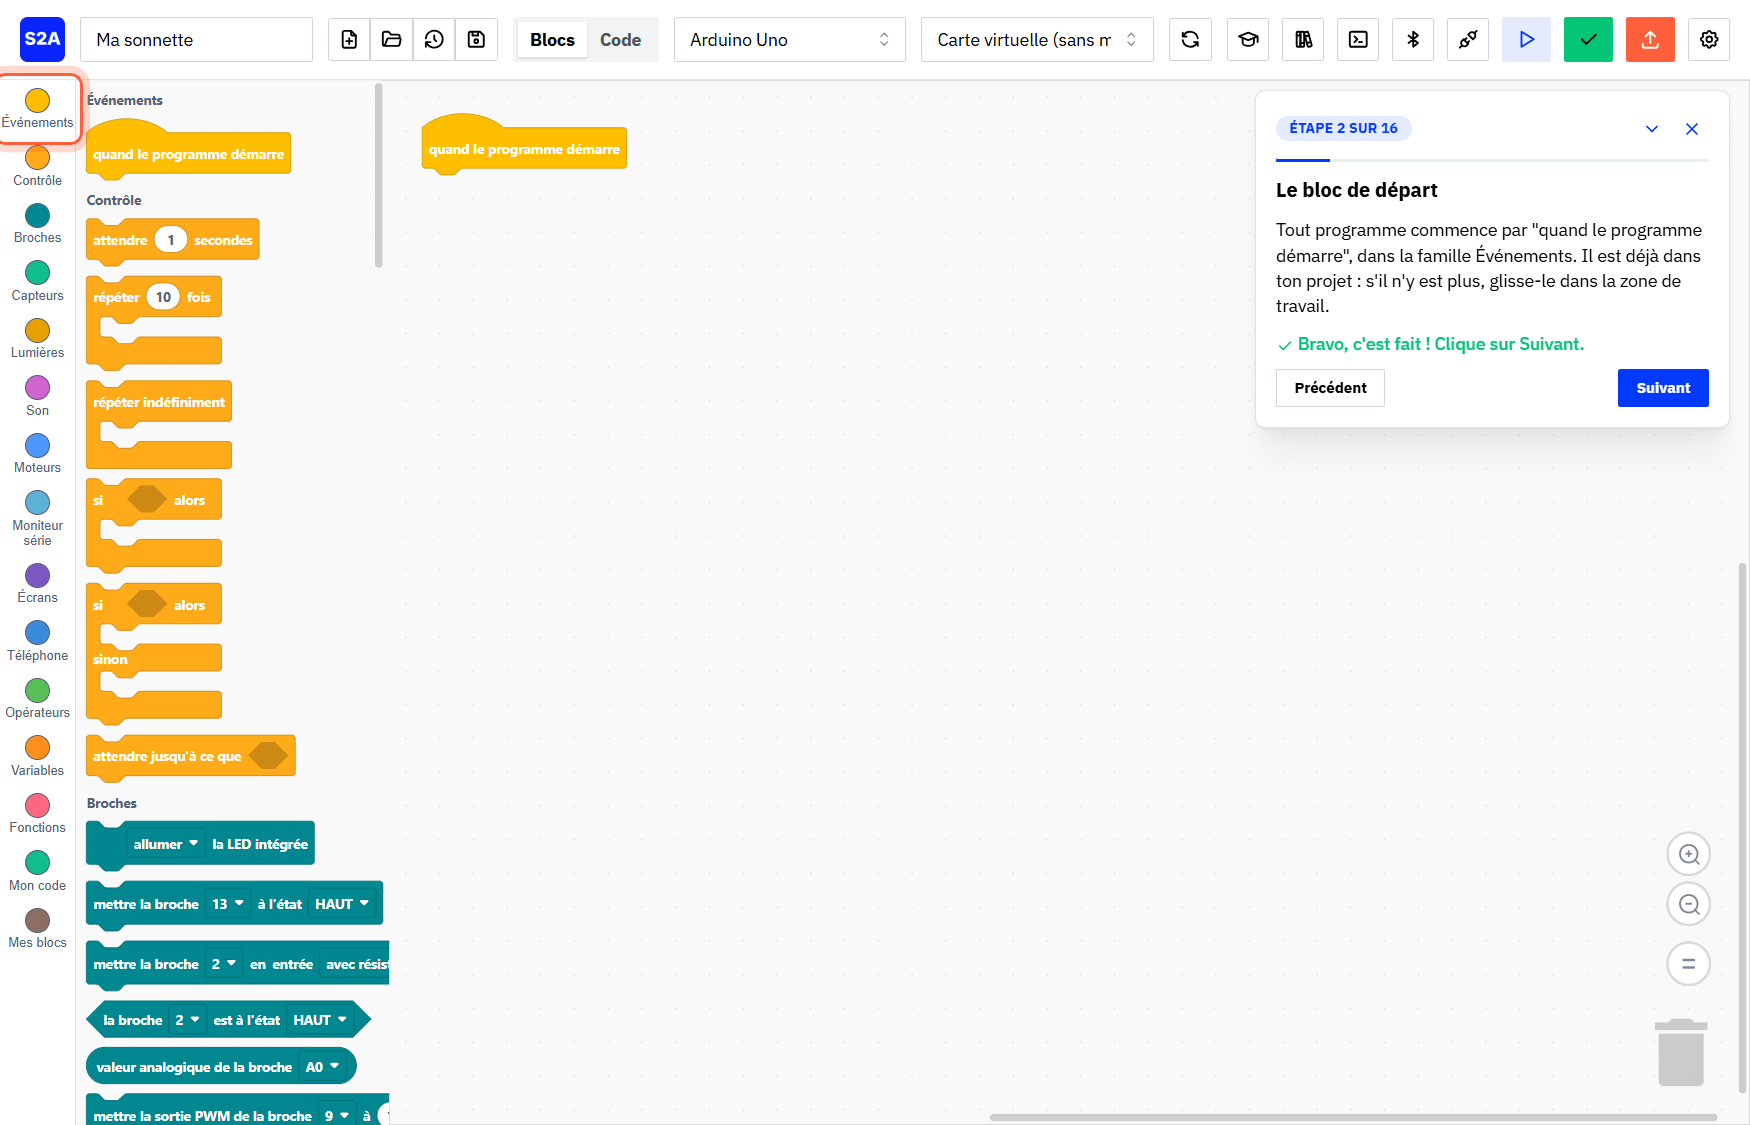 S2A
Ma sonnette
Blocs
Code
Arduino Uno
Carte virtuelle (sans m
Événements
Contrôle
Broches
Capteurs
Lumières
Son
Moteurs
Moniteur
série
Écrans
Téléphone
Opérateurs
Variables
Fonctions
Mon code
Mes blocs
Événements
quand le programme démarre
Contrôle
attendre 1 secondes
répéter 10 fois
répéter indéfiniment
si alors
si alors
sinon
attendre jusqu'à ce que
Broches
allumer la LED intégrée
mettre la broche 13 à l'état HAUT
mettre la broche 2 en entrée avec résist
la broche 2 est à l'état HAUT
valeur analogique de la broche A0
mettre la sortie PWM de la broche 9 à
quand le programme démarre
ÉTAPE 2 SUR 16
Le bloc de départ
Tout programme commence par "quand le programme
démarre", dans la famille Événements. Il est déjà dans
ton projet : s'il n'y est plus, glisse-le dans la zone de
travail.
Bravo, c'est fait ! Clique sur Suivant.
Précédent
Suivant